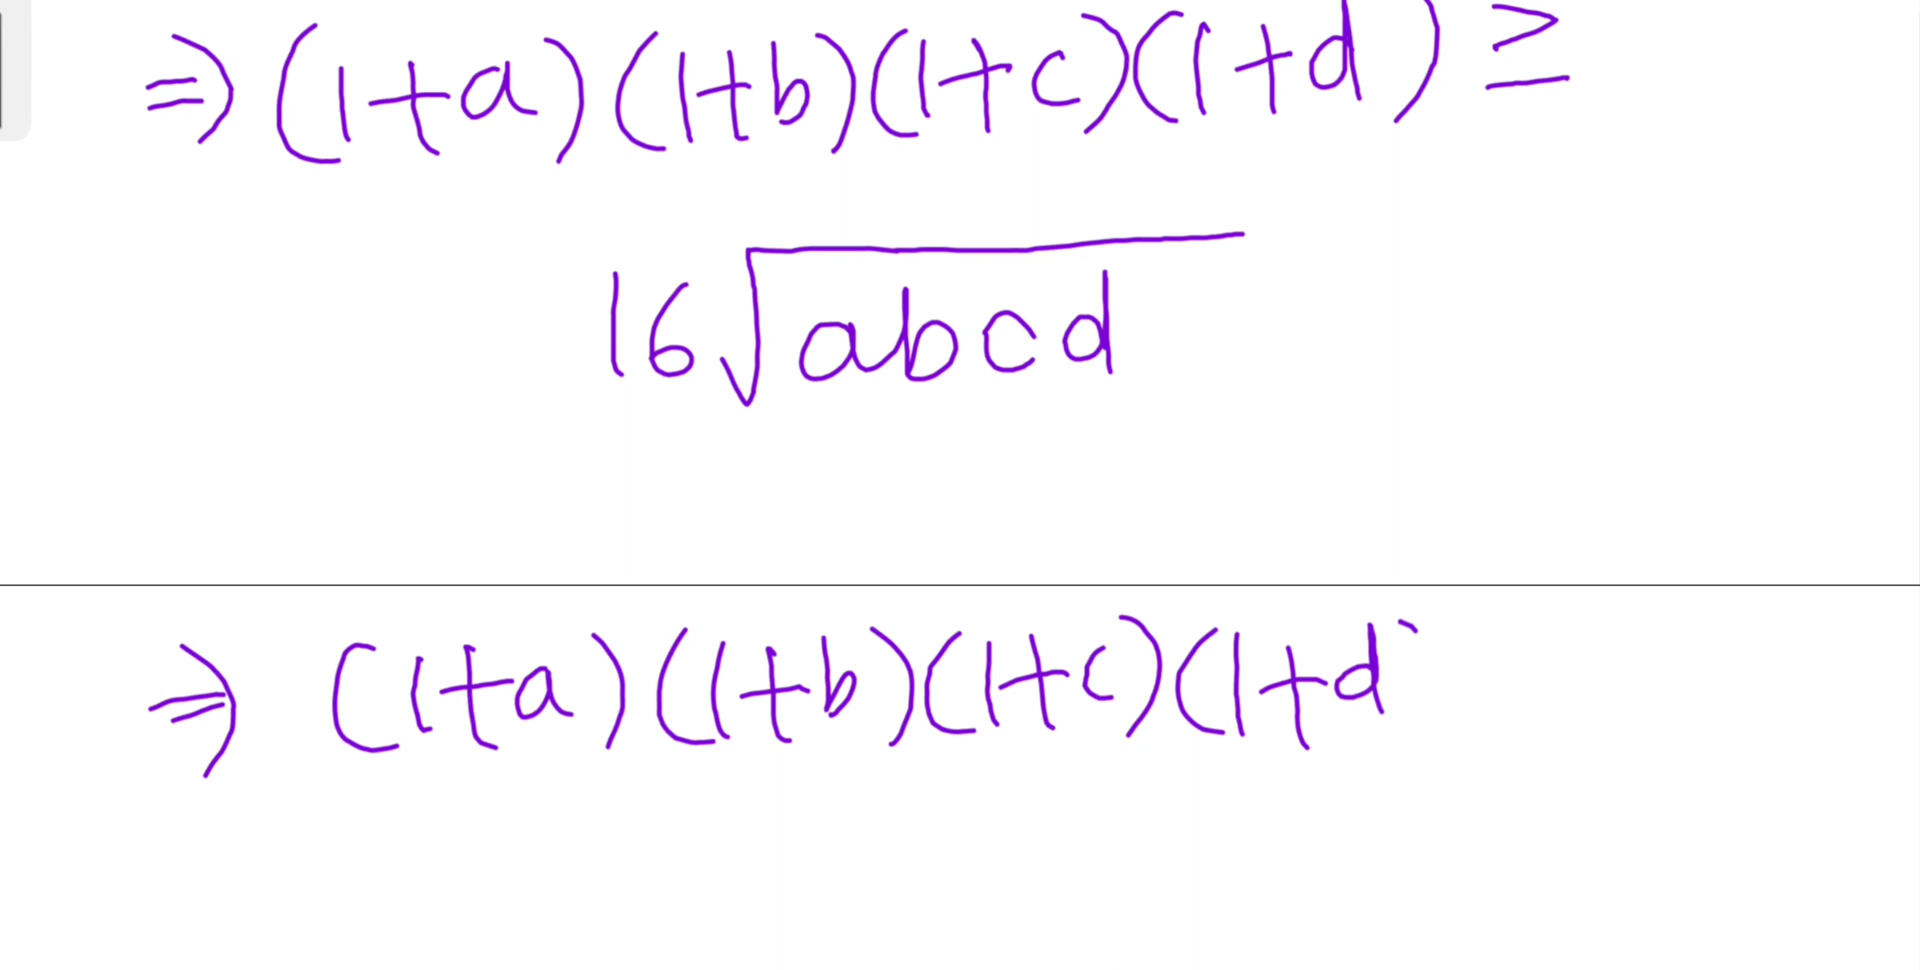 ⇒ (1+a)(1+b)(1+c)(1+d) ≥
16√abcd
⇒ (1+a)(1+b)(1+c)(1+d